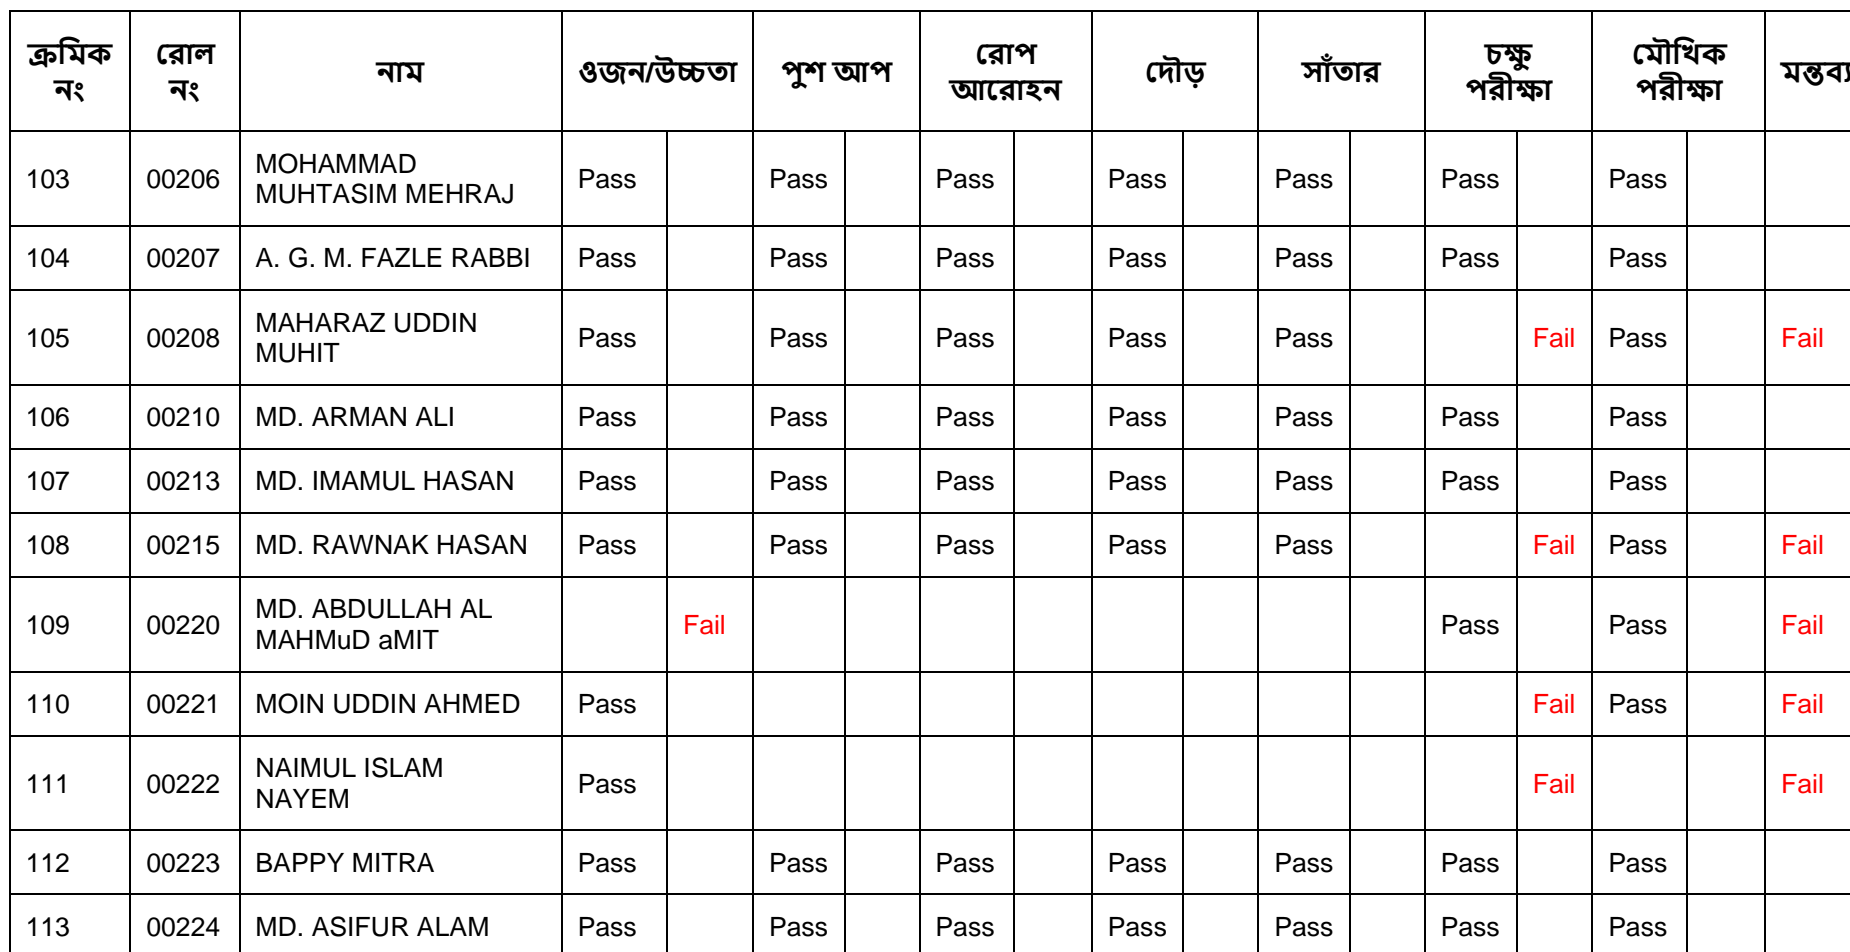 ক্রমিক নং রোল নং নাম ওজন/উচ্চতা পুশ আপ রোপ আরোহন দৌড় সাঁতার চক্ষু পরীক্ষা মৌখিক পরীক্ষা মন্তব্য
103 00206 MOHAMMAD MUHTASIM MEHRAJ Pass Pass Pass Pass Pass Pass Pass
104 00207 A. G. M. FAZLE RABBI Pass Pass Pass Pass Pass Pass Pass
105 00208 MAHARAZ UDDIN MUHIT Pass Pass Pass Pass Pass Fail Pass Fail
106 00210 MD. ARMAN ALI Pass Pass Pass Pass Pass Pass Pass
107 00213 MD. IMAMUL HASAN Pass Pass Pass Pass Pass Pass Pass
108 00215 MD. RAWNAK HASAN Pass Pass Pass Pass Pass Fail Pass Fail
109 00220 MD. ABDULLAH AL MAHMuD aMIT Fail Pass Pass Fail
110 00221 MOIN UDDIN AHMED Pass Fail Pass Fail
111 00222 NAIMUL ISLAM NAYEM Pass Fail Fail
112 00223 BAPPY MITRA Pass Pass Pass Pass Pass Pass Pass
113 00224 MD. ASIFUR ALAM Pass Pass Pass Pass Pass Pass Pass